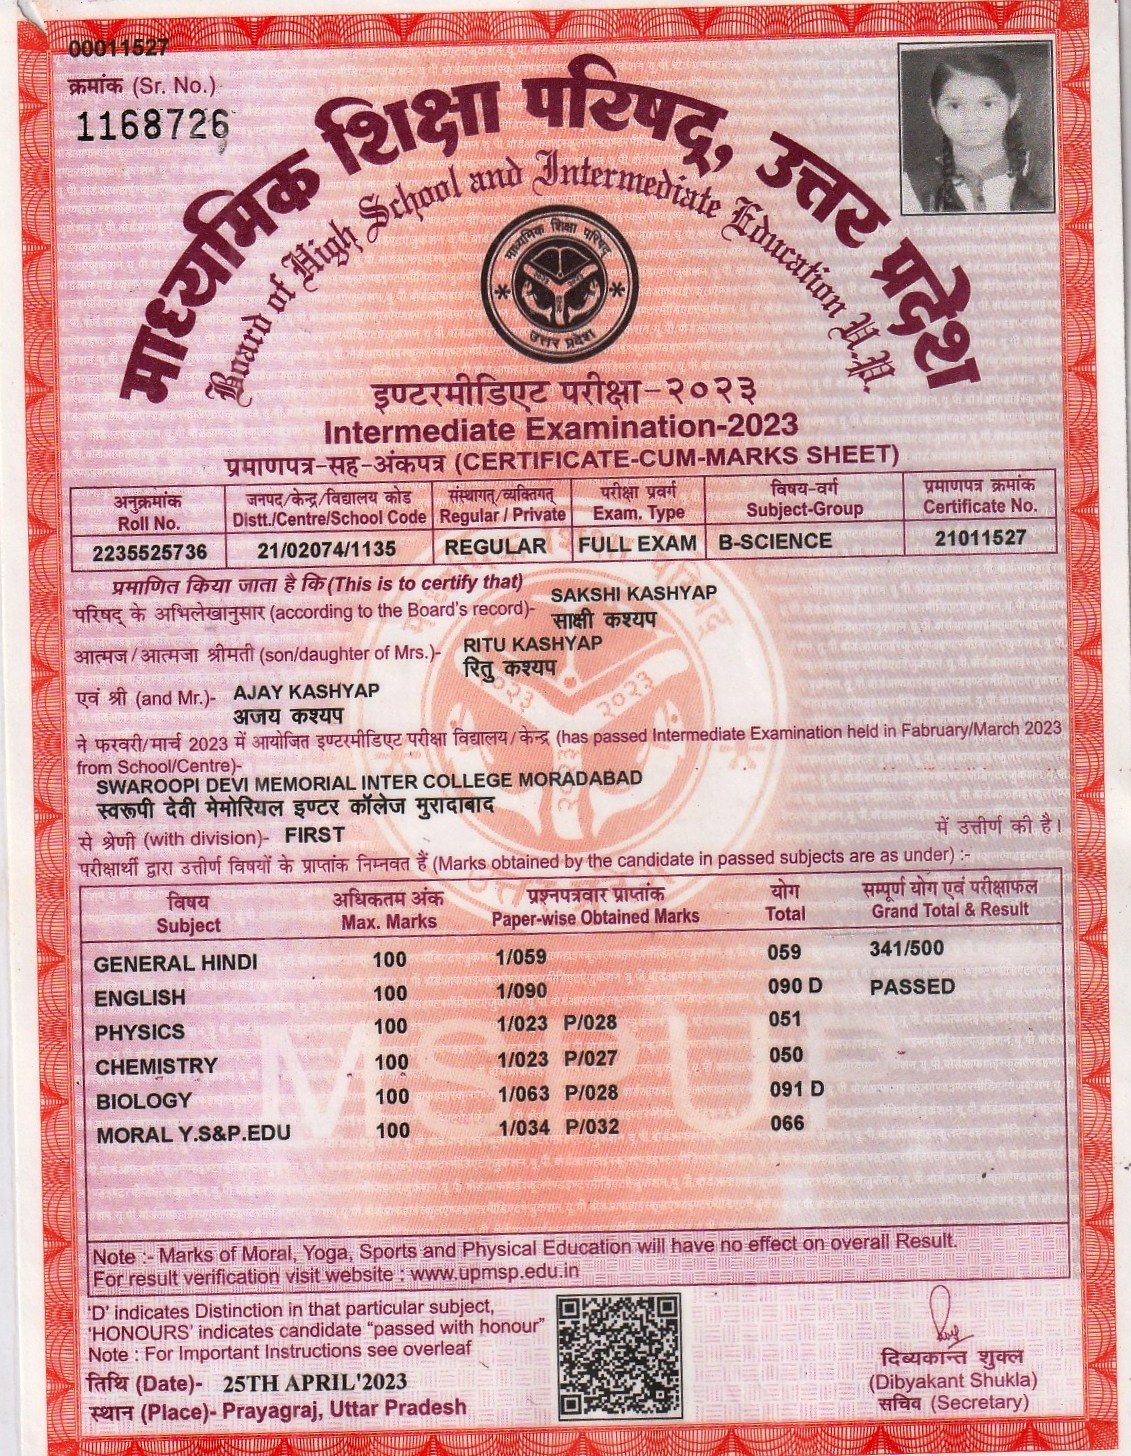 00011527
क्रमांक (Sr. No.)
1168726
माध्यमिक शिक्षा परिषद्, उत्तर प्रदेश
Board of High School and Intermediate Education U.P.
माध्यमिक शिक्षा परिषद
उत्तर प्रदेश
इण्टरमीडिएट परीक्षा-२०२३
Intermediate Examination-2023
प्रमाणपत्र-सह-अंकपत्र (CERTIFICATE-CUM-MARKS SHEET)
अनुक्रमांक जनपद/केन्द्र/विद्यालय कोड संस्थागत/व्यक्तिगत परीक्षा प्रवर्ग विषय-वर्ग प्रमाणपत्र क्रमांक
Roll No. Distt./Centre/School Code Regular / Private Exam. Type Subject-Group Certificate No.
2235525736 21/02074/1135 REGULAR FULL EXAM B-SCIENCE 21011527
प्रमाणित किया जाता है कि (This is to certify that)
SAKSHI KASHYAP
परिषद् के अभिलेखानुसार (according to the Board's record)-
साक्षी कश्यप
RITU KASHYAP
आत्मज/आत्मजा श्रीमती (son/daughter of Mrs.)-
रितु कश्यप
एवं श्री (and Mr.)- AJAY KASHYAP
अजय कश्यप
ने फरवरी/मार्च 2023 में आयोजित इण्टरमीडिएट परीक्षा विद्यालय/केन्द्र (has passed Intermediate Examination held in Fabruary/March 2023
from School/Centre)-
SWAROOPI DEVI MEMORIAL INTER COLLEGE MORADABAD
स्वरूपी देवी मेमोरियल इण्टर कॉलेज मुरादाबाद
से श्रेणी (with division)- FIRST में उत्तीर्ण की है।
परीक्षार्थी द्वारा उत्तीर्ण विषयों के प्राप्तांक निम्नवत हैं (Marks obtained by the candidate in passed subjects are as under) :-
विषय अधिकतम अंक प्रश्नपत्रवार प्राप्तांक योग सम्पूर्ण योग एवं परीक्षाफल
Subject Max. Marks Paper-wise Obtained Marks Total Grand Total & Result
GENERAL HINDI 100 1/059 059 341/500
ENGLISH 100 1/090 090 D PASSED
PHYSICS 100 1/023 P/028 051
CHEMISTRY 100 1/023 P/027 050
BIOLOGY 100 1/063 P/028 091 D
MORAL Y.S&P.EDU 100 1/034 P/032 066
Note :- Marks of Moral, Yoga, Sports and Physical Education will have no effect on overall Result.
For result verification visit website : www.upmsp.edu.in
'D' indicates Distinction in that particular subject,
'HONOURS' indicates candidate "passed with honour"
Note : For Important Instructions see overleaf
तिथि (Date)- 25TH APRIL'2023
स्थान (Place)- Prayagraj, Uttar Pradesh
दिब्यकान्त शुक्ल
(Dibyakant Shukla)
सचिव (Secretary)